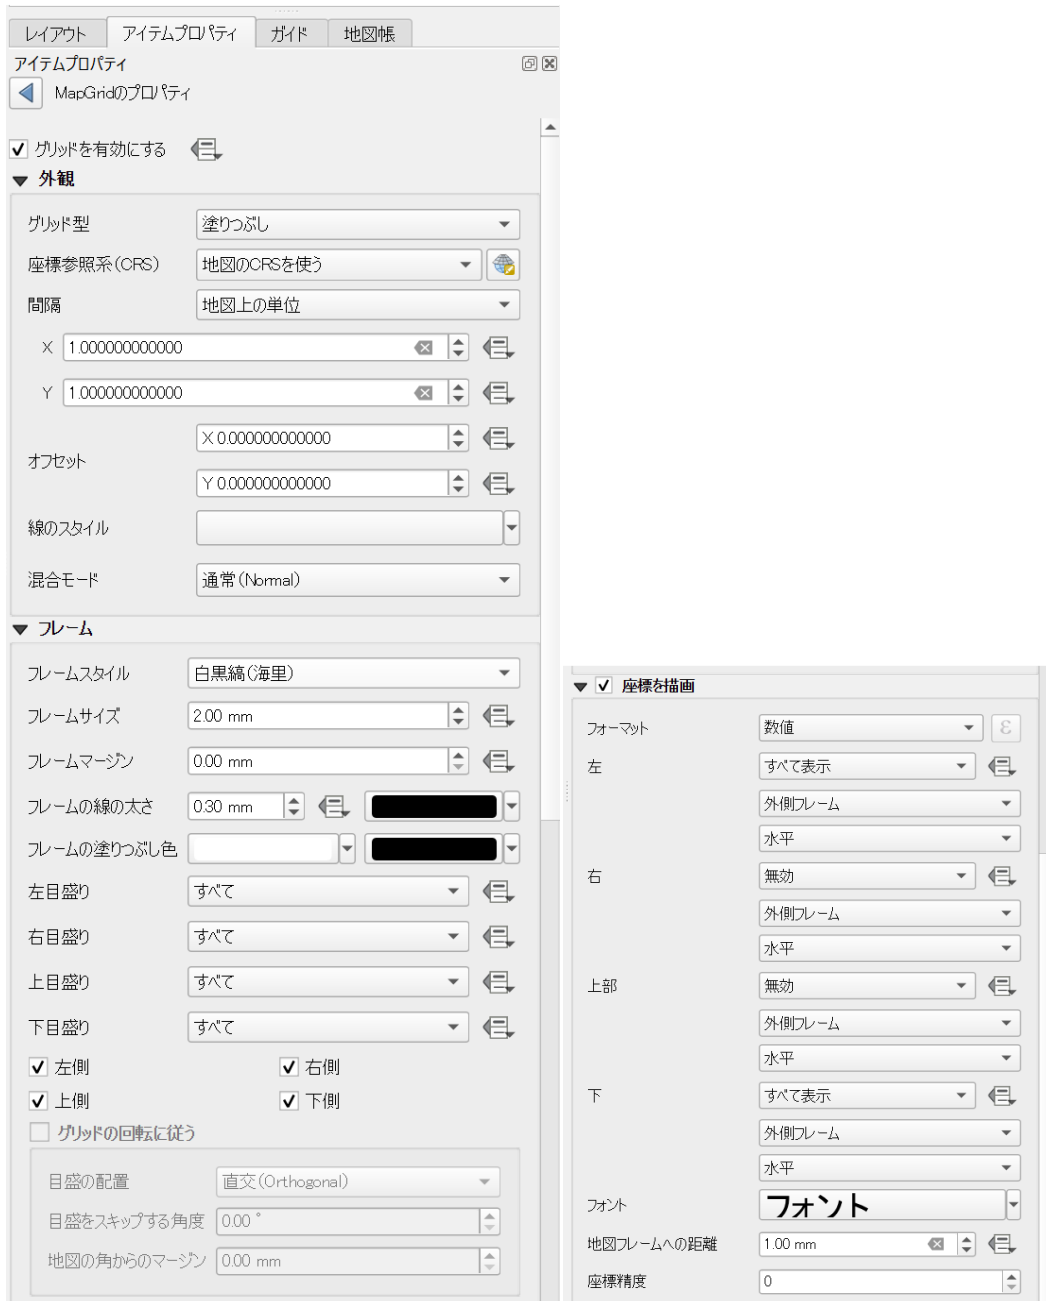 レイアウト アイテムプロパティ ガイド 地図帳
アイテムプロパティ
MapGridのプロパティ
グリッドを有効にする
外観
グリッド型 塗りつぶし
座標参照系(CRS) 地図のCRSを使う
間隔 地図上の単位
X 1.000000000000
Y 1.000000000000
オフセット
X 0.000000000000
Y 0.000000000000
線のスタイル
混合モード 通常(Normal)
フレーム
フレームスタイル 白黒縞(海里)
フレームサイズ 2.00 mm
フレームマージン 0.00 mm
フレームの線の太さ 0.30 mm
フレームの塗りつぶし色
左目盛り すべて
右目盛り すべて
上目盛り すべて
下目盛り すべて
左側 右側
上側 下側
グリッドの回転に従う
目盛の配置 直交(Orthogonal)
目盛をスキップする角度 0.00 °
地図の角からのマージン 0.00 mm
座標を描画
フォーマット 数値 ε
左 すべて表示
外側フレーム
水平
右 無効
外側フレーム
水平
上部 無効
外側フレーム
水平
下 すべて表示
外側フレーム
水平
フォント フォント
地図フレームへの距離 1.00 mm
座標精度 0